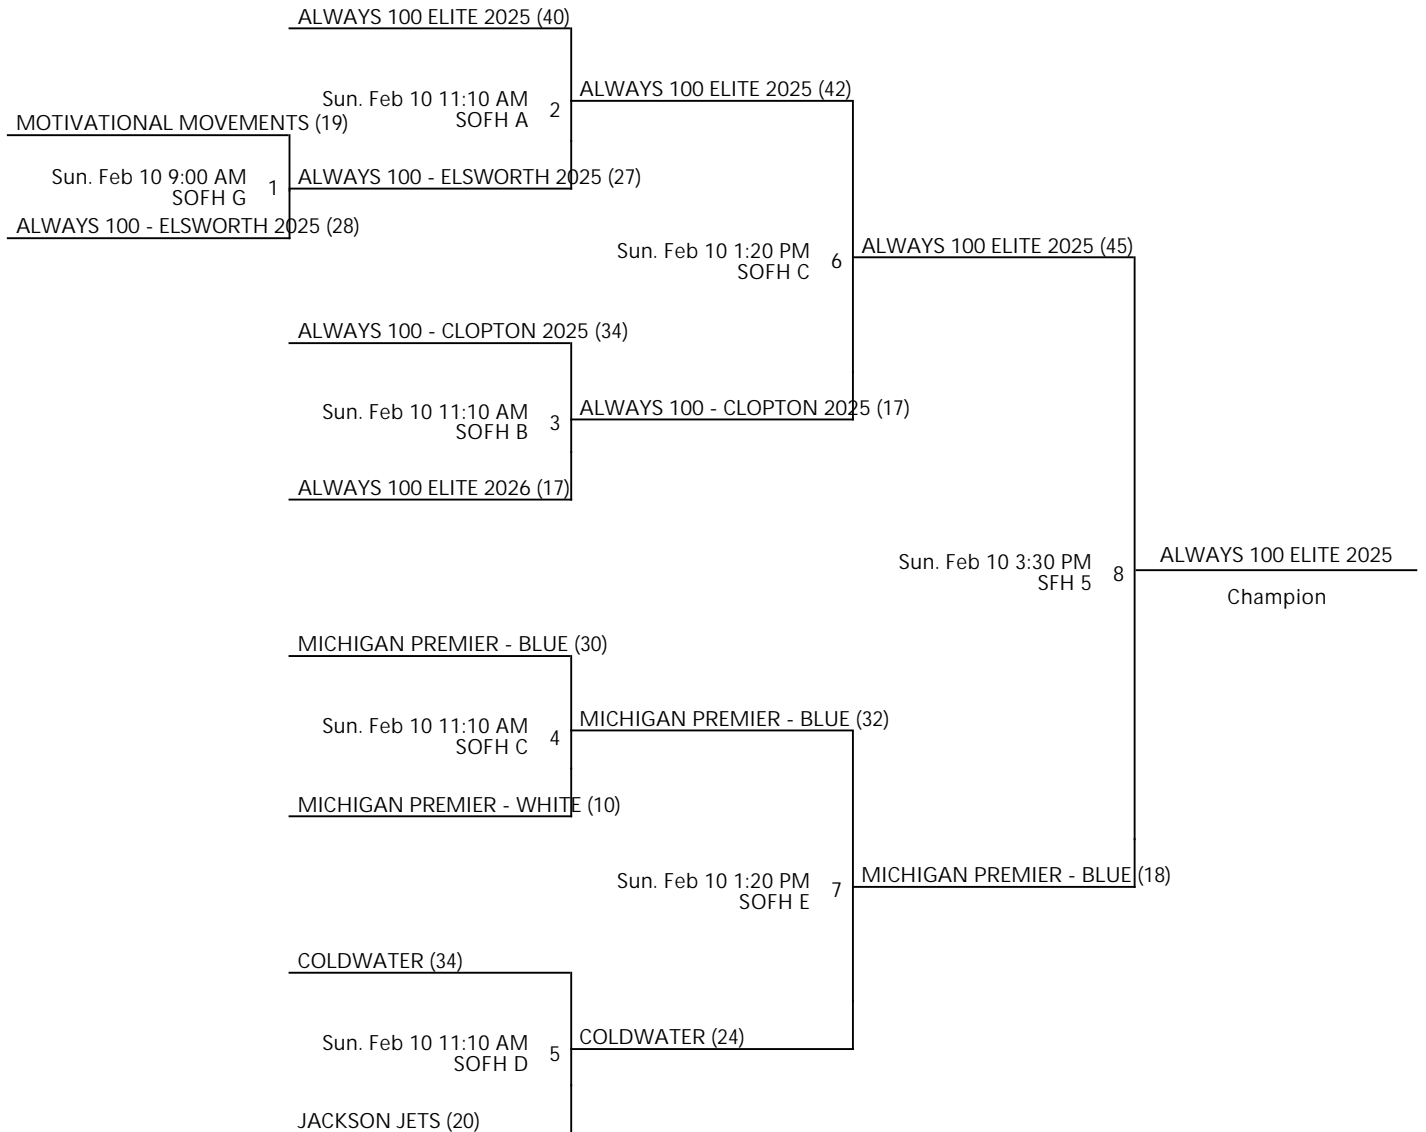 ALWAYS 100 ELITE 2025 (40)
Sun. Feb 10 11:10 AM
SOFH A
2
ALWAYS 100 ELITE 2025 (42)
MOTIVATIONAL MOVEMENTS (19)
Sun. Feb 10 9:00 AM
SOFH G
1
ALWAYS 100 - ELSWORTH 2025 (27)
ALWAYS 100 - ELSWORTH 2025 (28)
Sun. Feb 10 1:20 PM
SOFH C
6
ALWAYS 100 ELITE 2025 (45)
ALWAYS 100 - CLOPTON 2025 (34)
Sun. Feb 10 11:10 AM
SOFH B
3
ALWAYS 100 - CLOPTON 2025 (17)
ALWAYS 100 ELITE 2026 (17)
Sun. Feb 10 3:30 PM
SFH 5
8
ALWAYS 100 ELITE 2025
Champion
MICHIGAN PREMIER - BLUE (30)
Sun. Feb 10 11:10 AM
SOFH C
4
MICHIGAN PREMIER - BLUE (32)
MICHIGAN PREMIER - WHITE (10)
Sun. Feb 10 1:20 PM
SOFH E
7
MICHIGAN PREMIER - BLUE (18)
COLDWATER (34)
Sun. Feb 10 11:10 AM
SOFH D
5
COLDWATER (24)
JACKSON JETS (20)